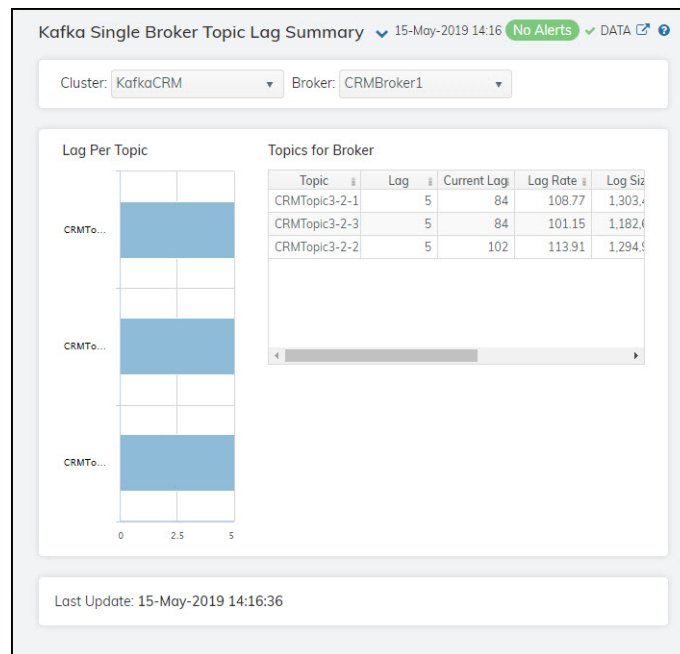 Kafka Single Broker Topic Lag Summary 15-May-2019 14:16 No Alerts DATA
Cluster: KafkaCRM Broker: CRMBroker1
Lag Per Topic
CRMTo...
CRMTo...
CRMTo...
0 2.5 5
Topics for Broker
Topic Lag Current Lag Lag Rate Log Siz
CRMTopic3-2-1 5 84 108.77 1,303,4
CRMTopic3-2-3 5 84 101.15 1,182,
CRMTopic3-2-2 5 102 113.91 1,294,9
Last Update: 15-May-2019 14:16:36